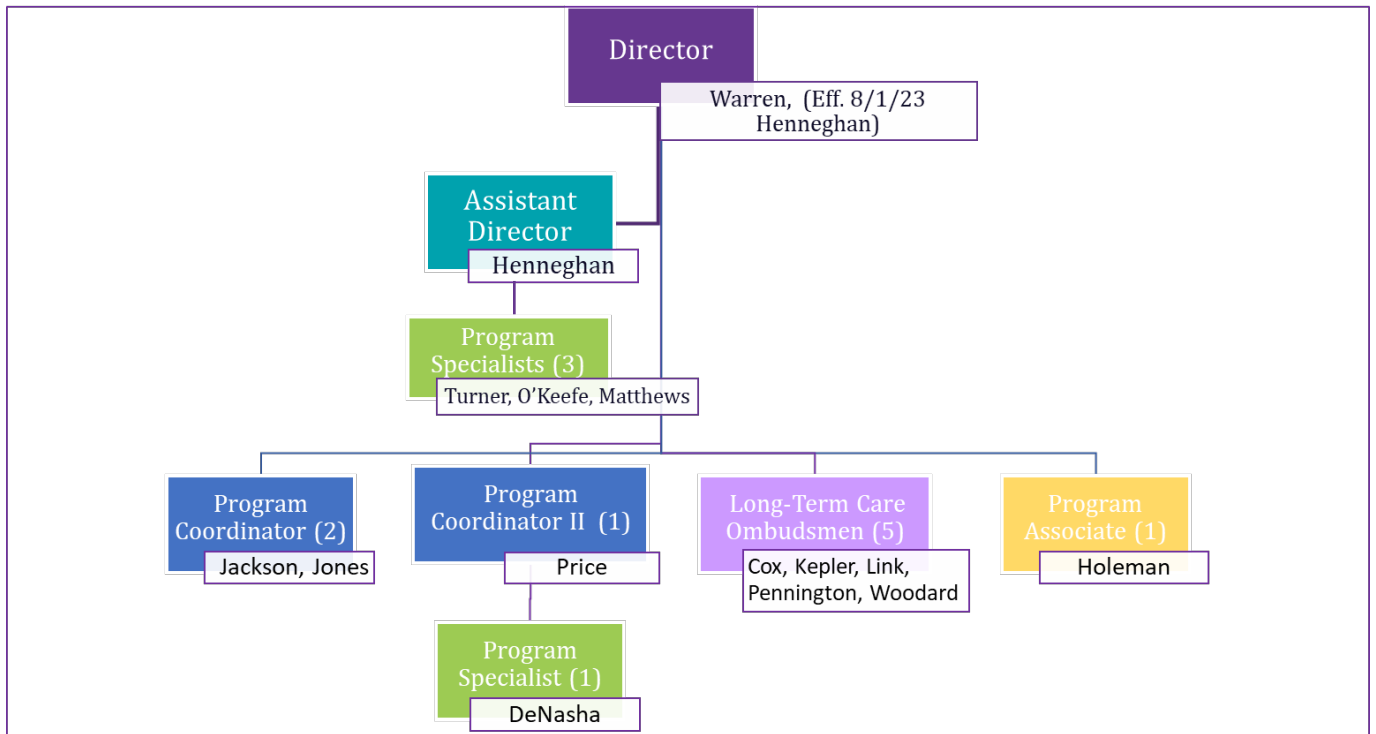 Director
Warren, (Eff. 8/1/23
Henneghan)
Assistant
Director
Henneghan
Program
Specialists (3)
Turner, O’Keefe, Matthews
Program
Coordinator (2)
Jackson, Jones
Program
Coordinator II (1)
Price
Long-Term Care
Ombudsmen (5)
Cox, Kepler, Link,
Pennington, Woodard
Program
Associate (1)
Holeman
Program
Specialist (1)
DeNasha